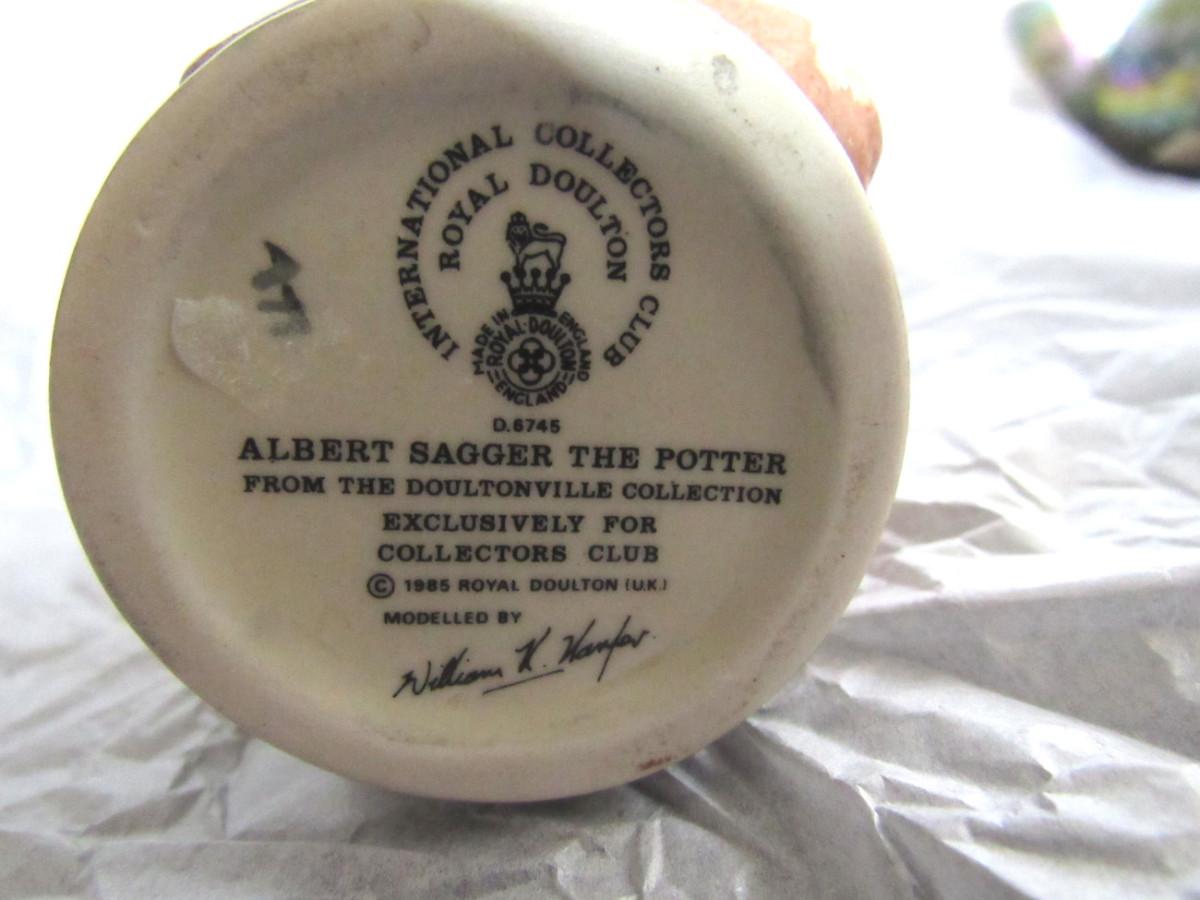 INTERNATIONAL COLLECTORS CLUB
ROYAL DOULTON
MADE IN ENGLAND
ROYAL·DOULTON
ENGLAND
D.6745
ALBERT SAGGER THE POTTER
FROM THE DOULTONVILLE COLLECTION
EXCLUSIVELY FOR
COLLECTORS CLUB
© 1985 ROYAL DOULTON (U.K.)
MODELLED BY
William K. Harper